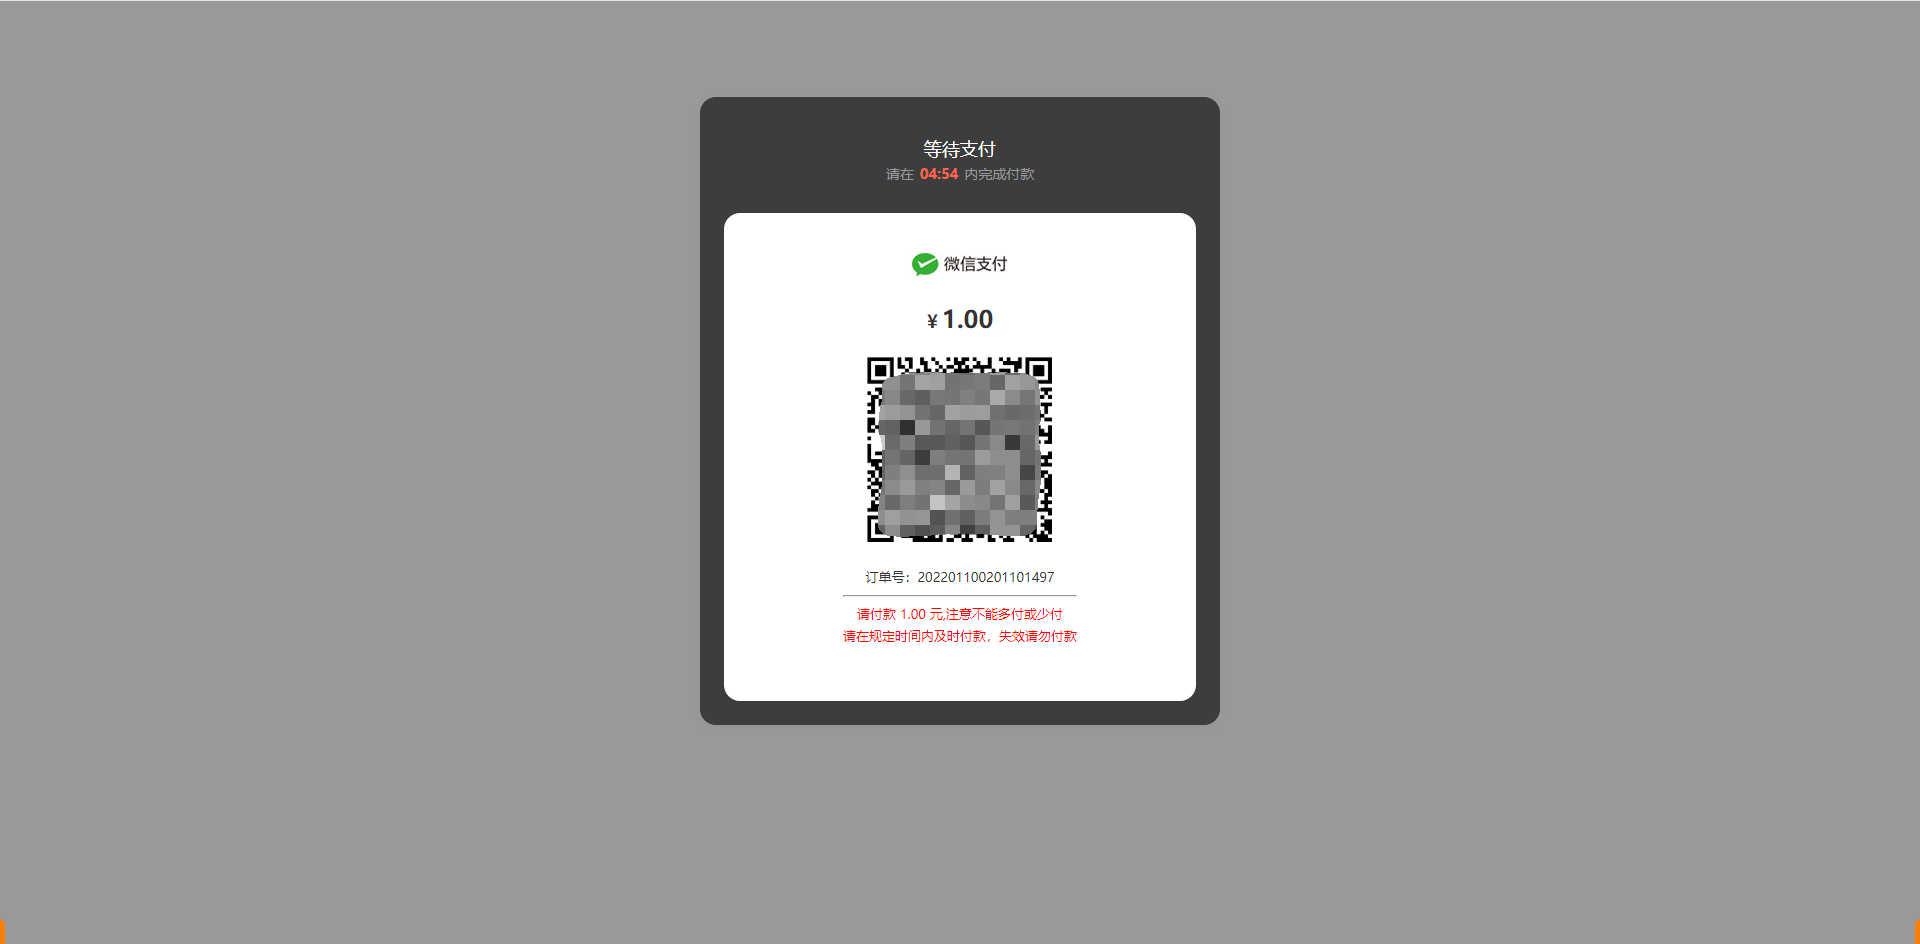 等待支付
请在 04:54 内完成付款
微信支付
¥ 1.00
订单号：202201100201101497
请付款 1.00 元,注意不能多付或少付
请在规定时间内及时付款，失效请勿付款